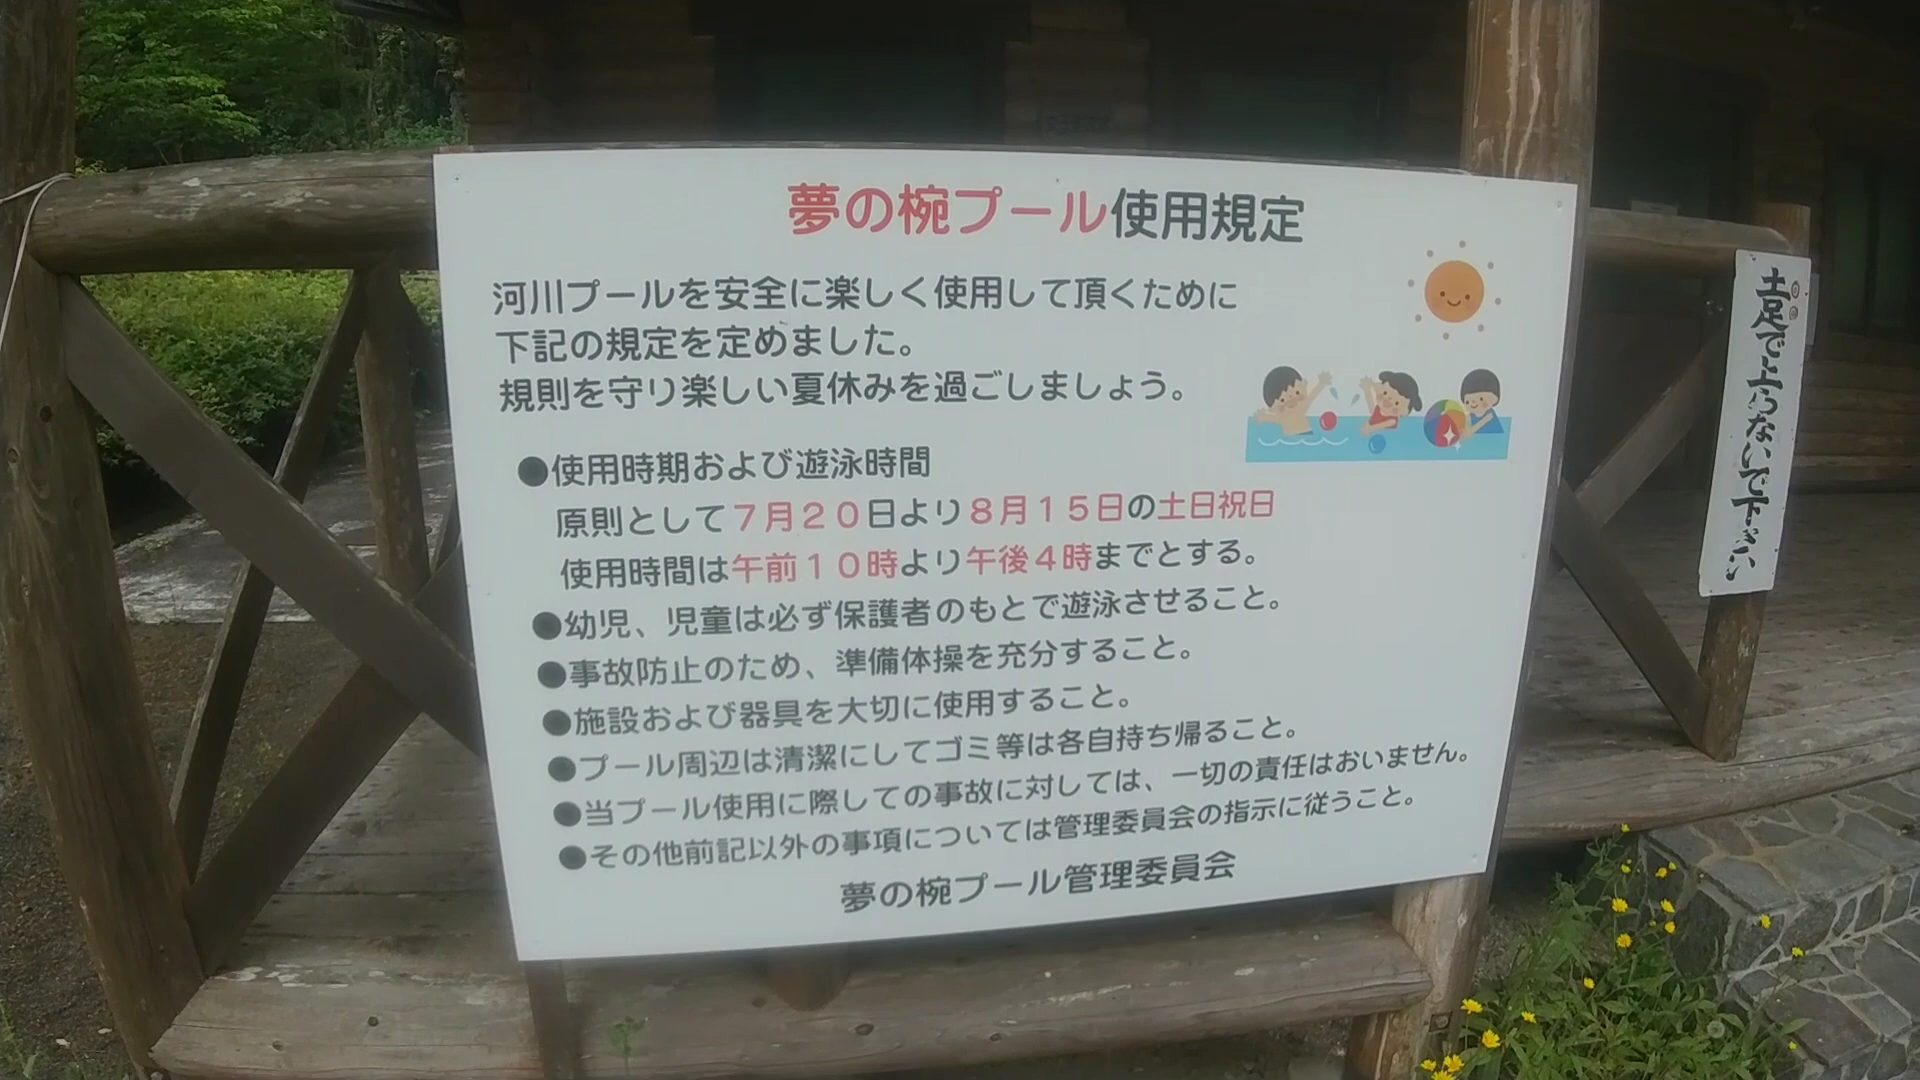 夢の椀プール使用規定
河川プールを安全に楽しく使用して頂くために
下記の規定を定めました。
規則を守り楽しい夏休みを過ごしましょう。
●使用時期および遊泳時間
原則として７月２０日より８月１５日の土日祝日
使用時間は午前１０時より午後４時までとする。
●幼児、児童は必ず保護者のもとで遊泳させること。
●事故防止のため、準備体操を充分すること。
●施設および器具を大切に使用すること。
●プール周辺は清潔にしてゴミ等は各自持ち帰ること。
●当プール使用に際しての事故に対しては、一切の責任はおいません。
●その他前記以外の事項については管理委員会の指示に従うこと。
夢の椀プール管理委員会
土足で上らないで下さい